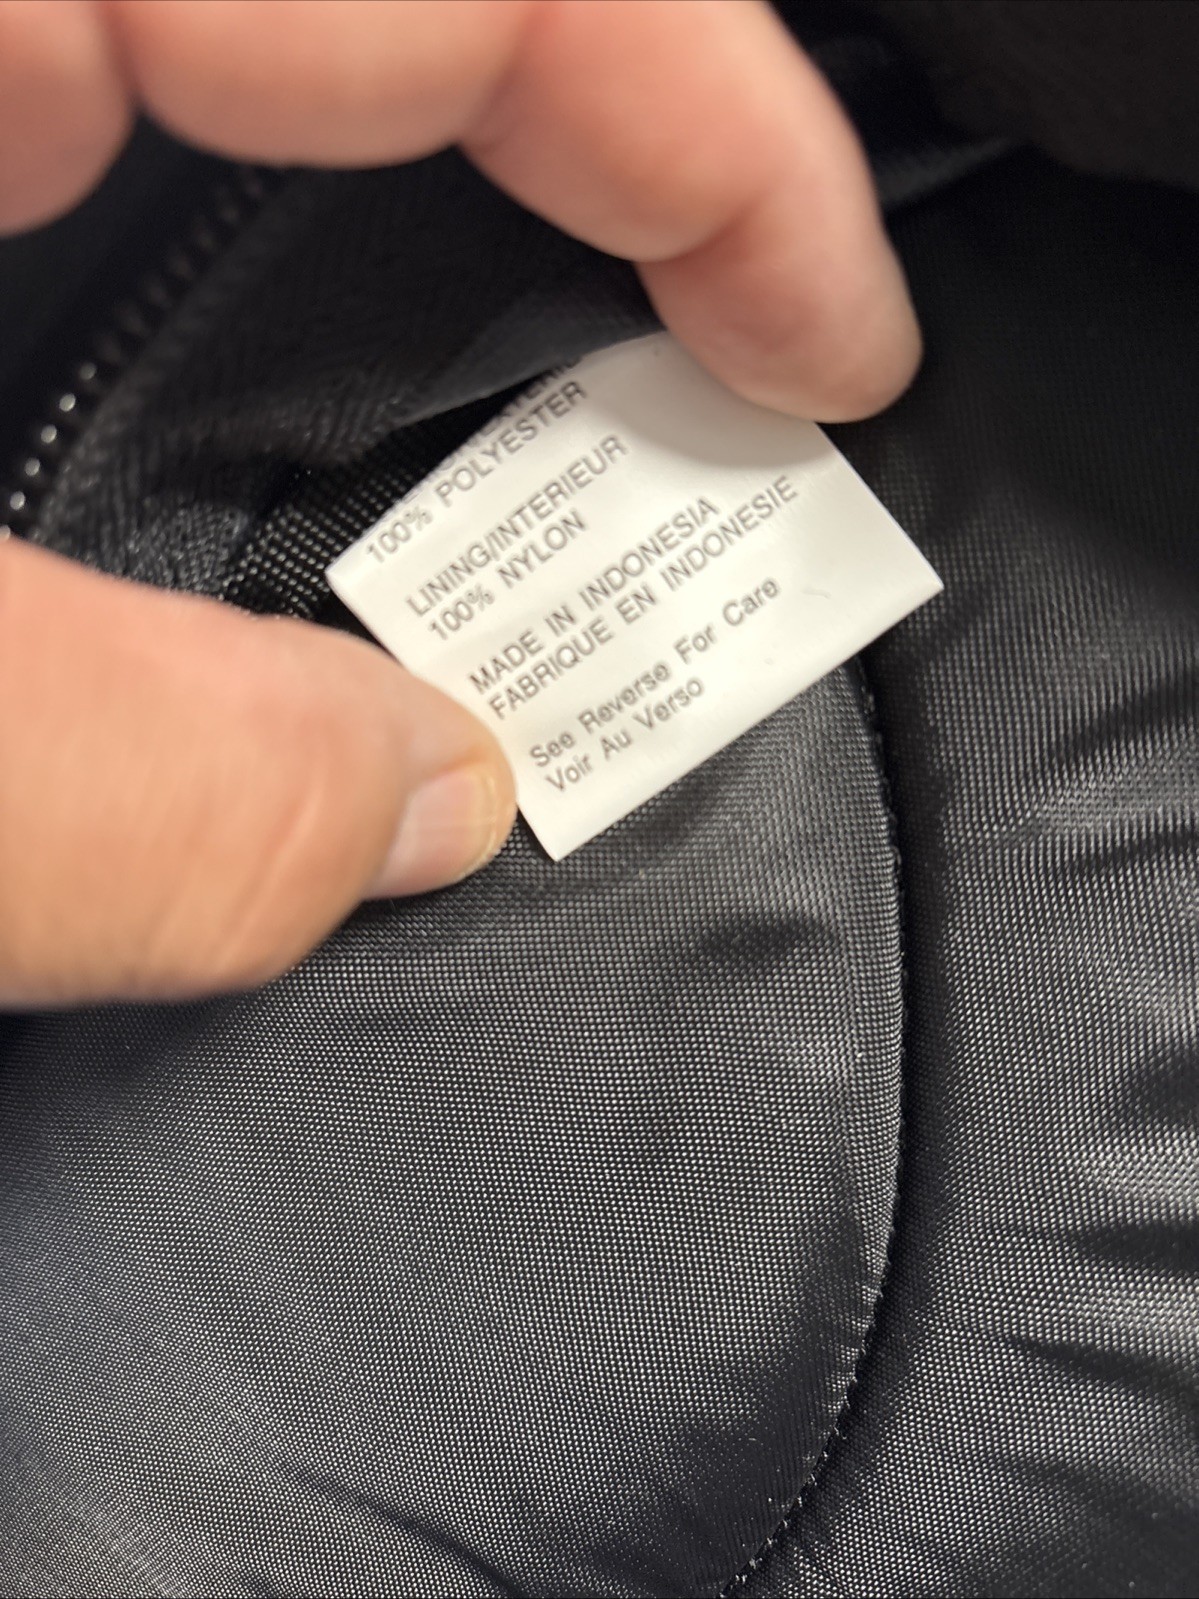 100% POLYESTER
LINING/INTERIEUR
100% NYLON
MADE IN INDONESIA
FABRIQUE EN INDONESIE
See Reverse For Care
Voir Au Verso